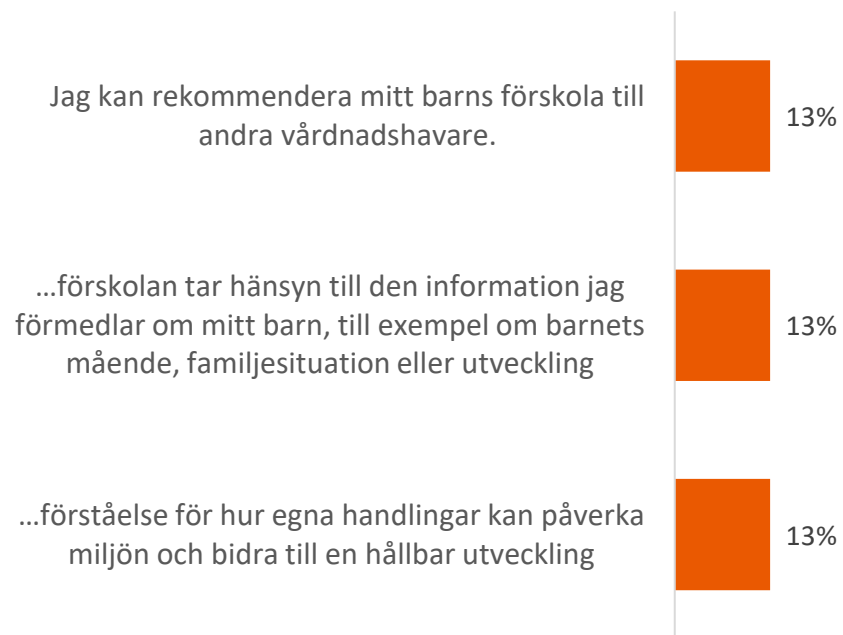 Jag kan rekommendera mitt barns förskola till
andra vårdnadshavare.
13%
...förskolan tar hänsyn till den information jag
förmedlar om mitt barn, till exempel om barnets
mående, familjesituation eller utveckling
13%
...förståelse för hur egna handlingar kan påverka
miljön och bidra till en hållbar utveckling
13%